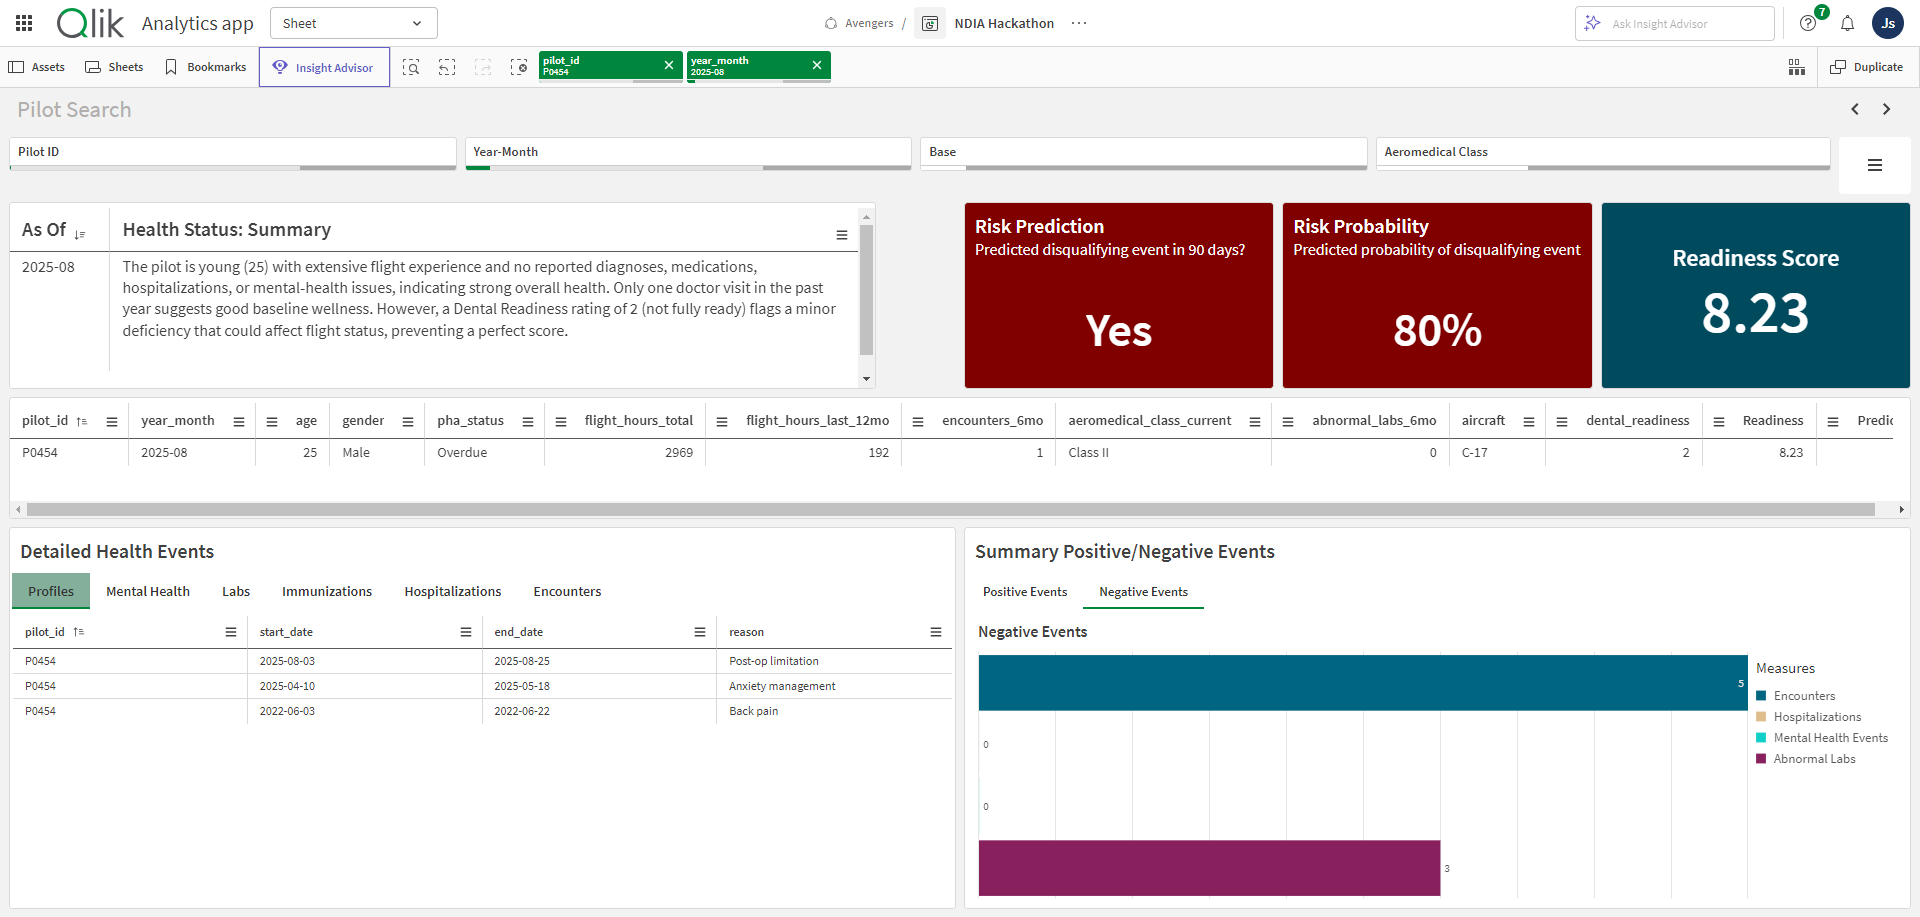 Qlik Analytics app Sheet Avengers / NDIA Hackathon ··· Ask Insight Advisor 7 Js
Assets Sheets Bookmarks Insight Advisor pilot_id year_month Duplicate
P0454 2025-08
Pilot Search
Pilot ID Year-Month Base Aeromedical Class
As Of Health Status: Summary
2025-08 The pilot is young (25) with extensive flight experience and no reported diagnoses, medications,
hospitalizations, or mental-health issues, indicating strong overall health. Only one doctor visit in the past
year suggests good baseline wellness. However, a Dental Readiness rating of 2 (not fully ready) flags a minor
deficiency that could affect flight status, preventing a perfect score.
Risk Prediction
Predicted disqualifying event in 90 days?
Yes
Risk Probability
Predicted probability of disqualifying event
80%
Readiness Score
8.23
pilot_id year_month age gender pha_status flight_hours_total flight_hours_last_12mo encounters_6mo aeromedical_class_current abnormal_labs_6mo aircraft dental_readiness Readiness Predic
P0454 2025-08 25 Male Overdue 2969 192 1 Class II 0 C-17 2 8.23
Detailed Health Events
Profiles Mental Health Labs Immunizations Hospitalizations Encounters
pilot_id start_date end_date reason
P0454 2025-08-03 2025-08-25 Post-op limitation
P0454 2025-04-10 2025-05-18 Anxiety management
P0454 2022-06-03 2022-06-22 Back pain
Summary Positive/Negative Events
Positive Events Negative Events
Negative Events
5
0
0
3
Measures
Encounters
Hospitalizations
Mental Health Events
Abnormal Labs